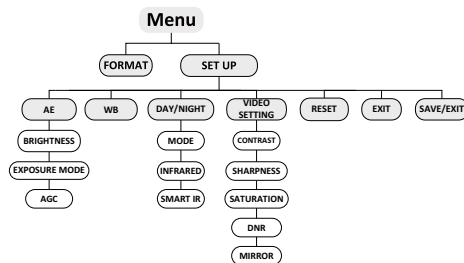 Menu
FORMAT
SET UP
AE
WB
DAY/NIGHT
VIDEO
SETTING
RESET
EXIT
SAVE/EXIT
BRIGHTNESS
EXPOSURE MODE
AGC
MODE
INFRARED
SMART IR
CONTRAST
SHARPNESS
SATURATION
DNR
MIRROR